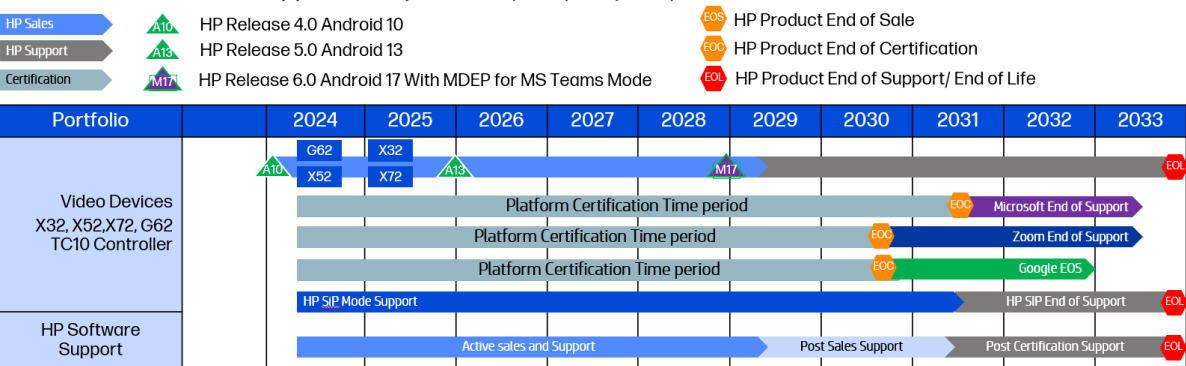 HP Sales
A10
HP Release 4.0 Android 10
EOS
HP Product End of Sale
HP Support
A13
HP Release 5.0 Android 13
EOC
HP Product End of Certification
Certification
M17
HP Release 6.0 Android 17 With MDEP for MS Teams Mode
EOL
HP Product End of Support/ End of Life
Portfolio
2024
2025
2026
2027
2028
2029
2030
2031
2032
2033
Video Devices
X32, X52,X72, G62
TC10 Controller
A10
G62
X52
X32
X72
A13
M17
EOL
Platform Certification Time period
EOC
Microsoft End of Support
Platform Certification Time period
EOC
Zoom End of Support
Platform Certification Time period
EOC
Google EOS
HP SiP Mode Support
HP SIP End of Support
EOL
HP Software
Support
Active sales and Support
Post Sales Support
Post Certification Support
EOL